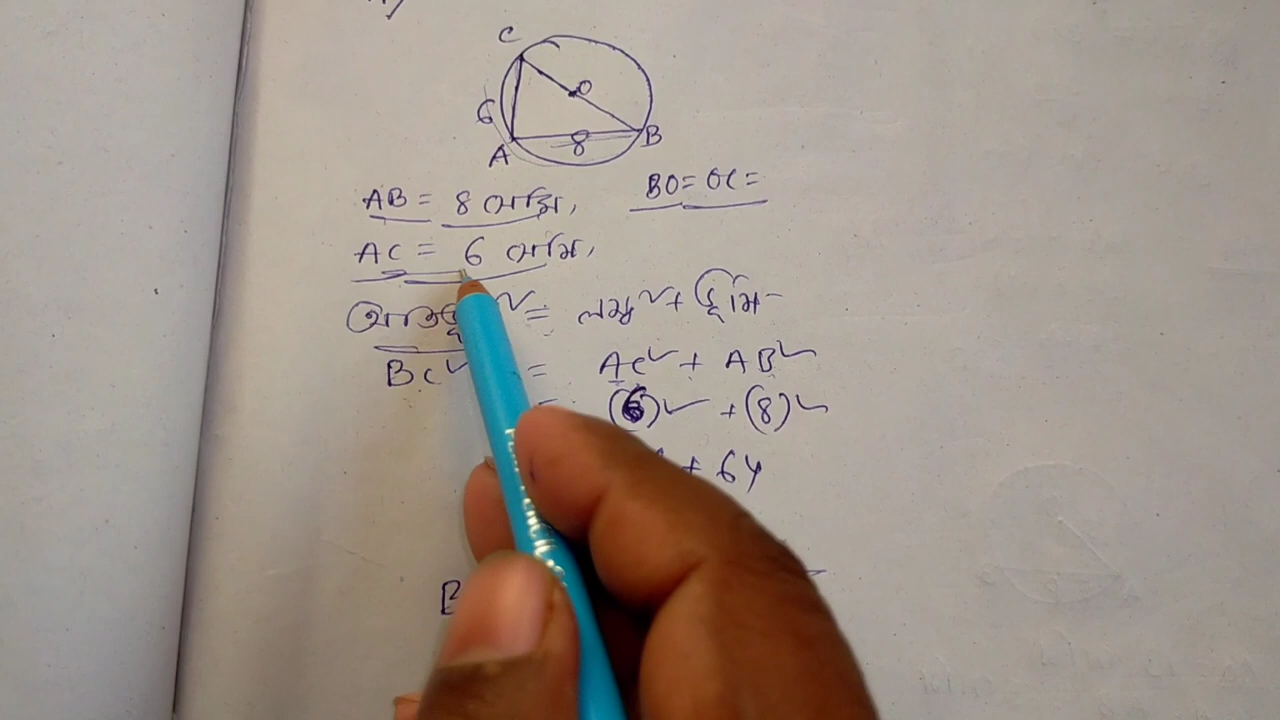 C
O
6
A 8 B
AB = 8 সেমি, BO = OC =
AC = 6 সেমি,
অতিভূজ² = লম্ব² + ভূমি²
BC² = AC² + AB²
= (6)² + (8)²
+ 64
B